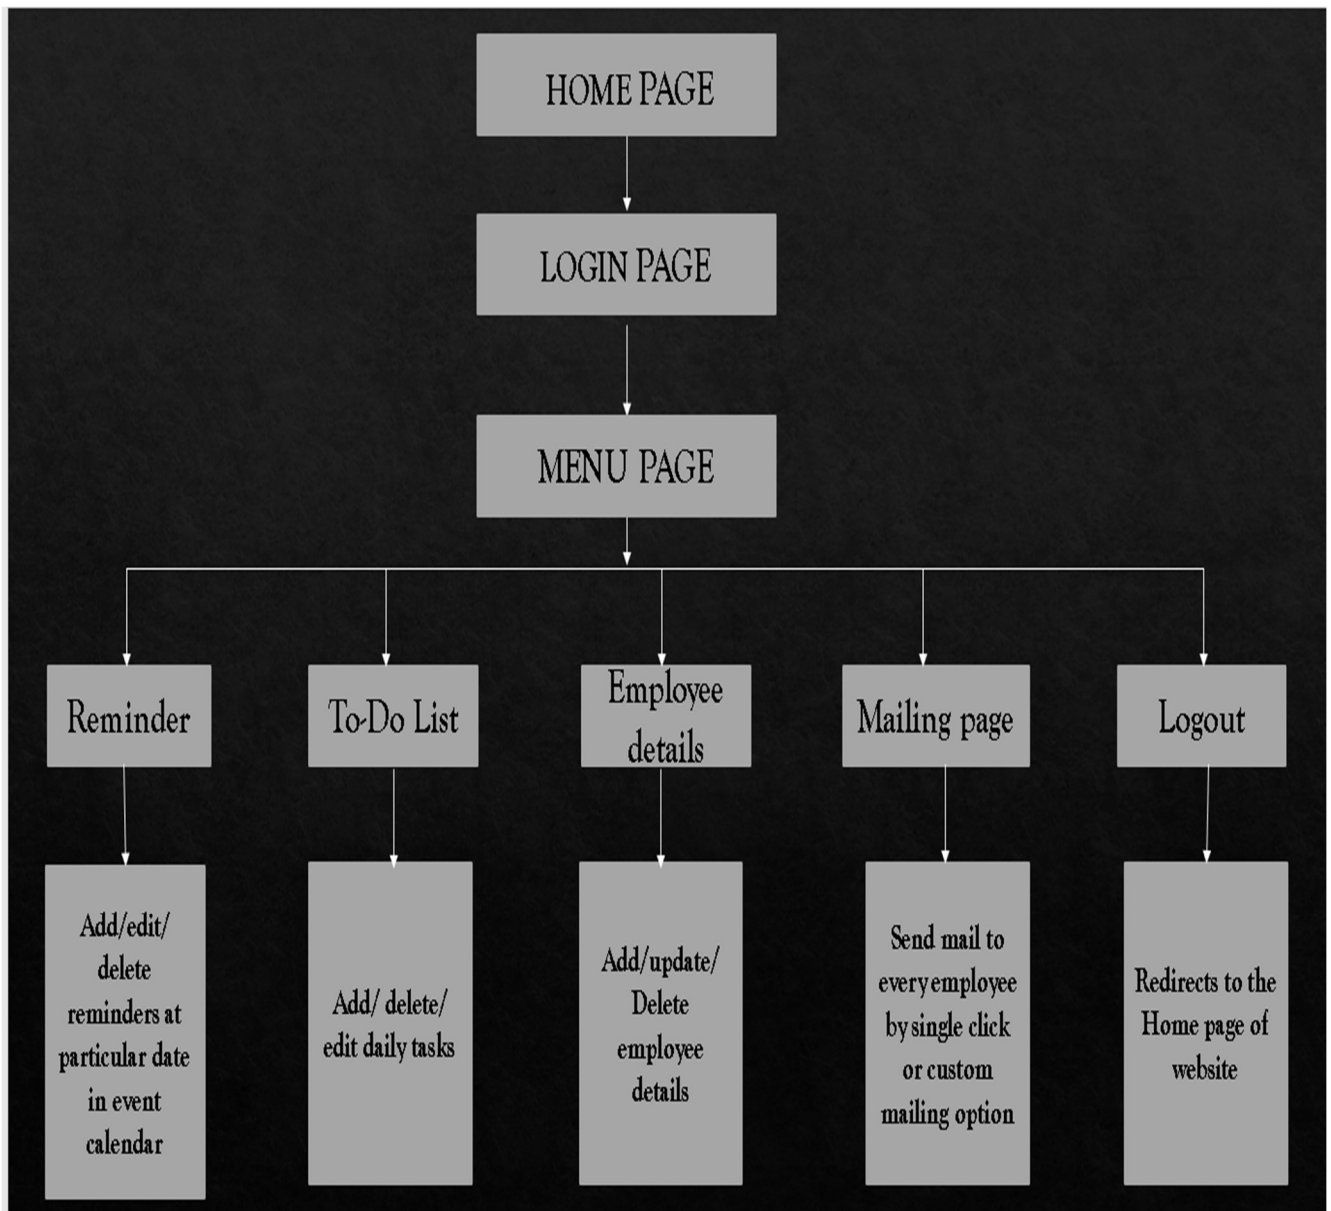 HOME PAGE
LOGIN PAGE
MENU PAGE
Reminder
To-Do List
Employee
details
Mailing page
Logout
Add/edit/
delete
reminders at
particular date
in event
calendar
Add/ delete/
edit daily tasks
Add/update/
Delete
employee
details
Send mail to
every employee
by single click
or custom
mailing option
Redirects to the
Home page of
website